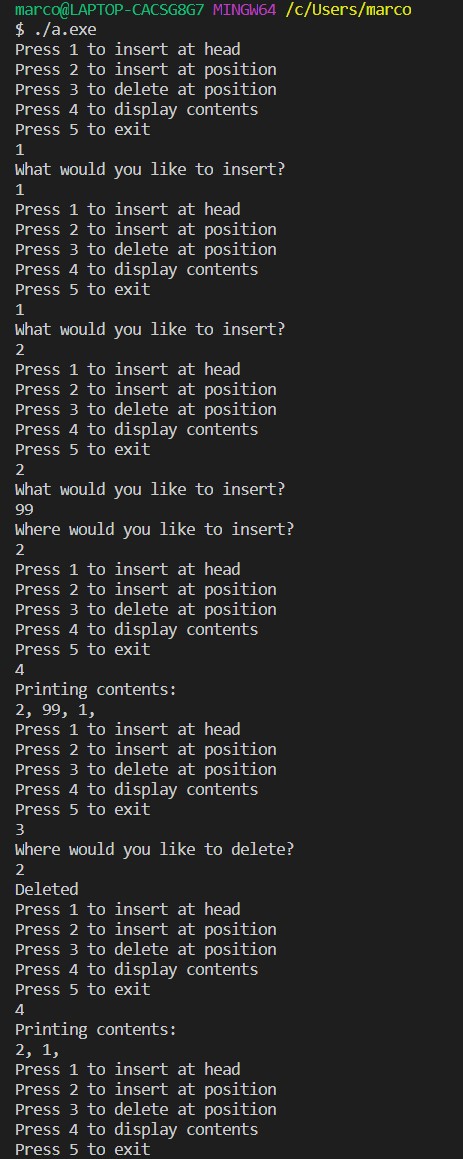 marco@LAPTOP-CACSG8G7 MINGW64 /c/Users/marco
$ ./a.exe
Press 1 to insert at head
Press 2 to insert at position
Press 3 to delete at position
Press 4 to display contents
Press 5 to exit
1
What would you like to insert?
1
Press 1 to insert at head
Press 2 to insert at position
Press 3 to delete at position
Press 4 to display contents
Press 5 to exit
1
What would you like to insert?
2
Press 1 to insert at head
Press 2 to insert at position
Press 3 to delete at position
Press 4 to display contents
Press 5 to exit
2
What would you like to insert?
99
Where would you like to insert?
2
Press 1 to insert at head
Press 2 to insert at position
Press 3 to delete at position
Press 4 to display contents
Press 5 to exit
4
Printing contents:
2, 99, 1,
Press 1 to insert at head
Press 2 to insert at position
Press 3 to delete at position
Press 4 to display contents
Press 5 to exit
3
Where would you like to delete?
2
Deleted
Press 1 to insert at head
Press 2 to insert at position
Press 3 to delete at position
Press 4 to display contents
Press 5 to exit
4
Printing contents:
2, 1,
Press 1 to insert at head
Press 2 to insert at position
Press 3 to delete at position
Press 4 to display contents
Press 5 to exit